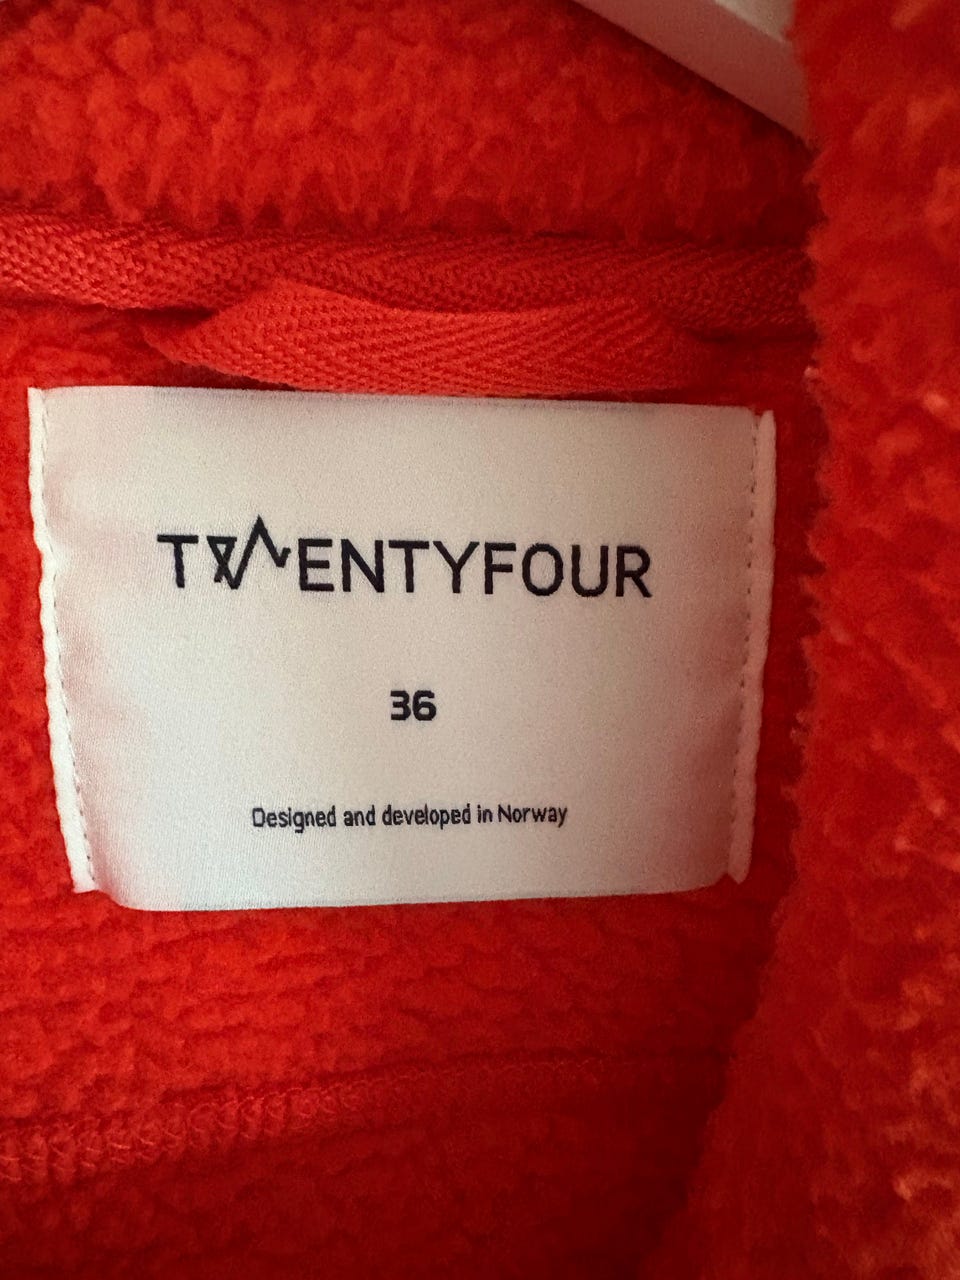 TWENTYFOUR
36
Designed and developed in Norway